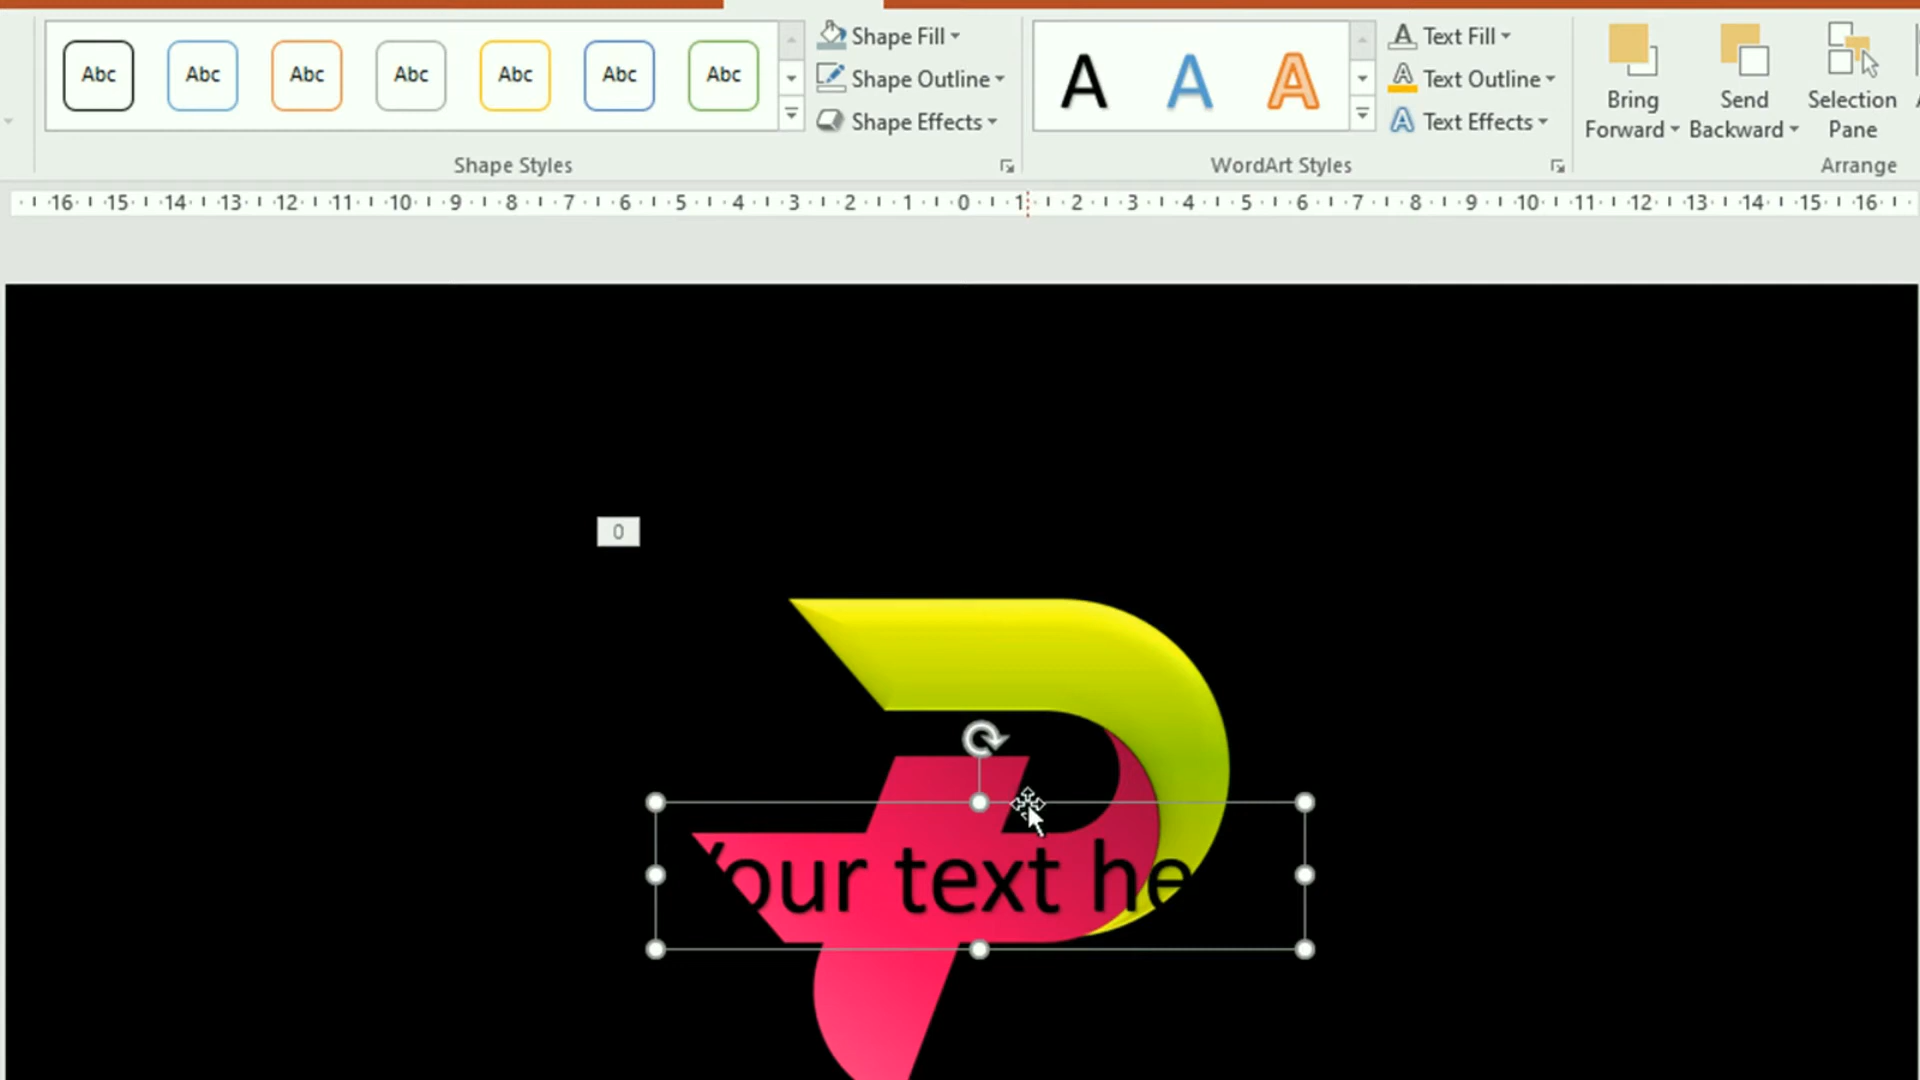 Abc Abc Abc Abc Abc Abc Abc
Shape Fill
Shape Outline
Shape Effects
Shape Styles
A A A
Text Fill
Text Outline
Text Effects
WordArt Styles
Bring
Forward
Send
Backward
Selection
Pane
Arrange
16 15 14 13 12 11 10 9 8 7 6 5 4 3 2 1 0 1 2 3 4 5 6 7 8 9 10 11 12 13 14 15 16
0
Your text he